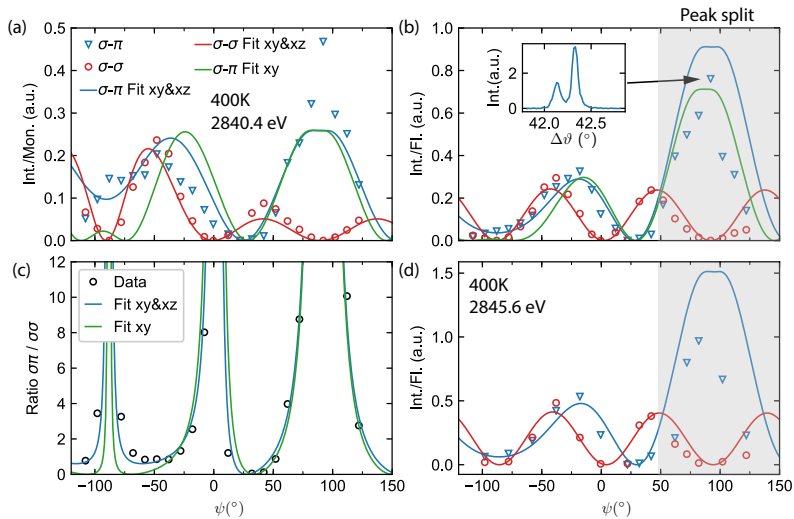 Peak split
(a)
σ-π
σ-σ
σ-π Fit xy&xz
σ-σ Fit xy&xz
σ-π Fit xy
400K
2840.4 eV
Int./Mon. (a.u.)
0.5
0.4
0.3
0.2
0.1
0.0
(b)
Int./Fl. (a.u.)
1.0
0.8
0.6
0.4
0.2
0.0
Int.(a.u.)
2
0
42.0 42.5
Δϑ (°)
(c)
Data
Fit xy&xz
Fit xy
Ratio σπ / σσ
12
10
8
6
4
2
0
−100 −50 0 50 100 150
ψ(°)
(d)
400K
2845.6 eV
Int./Fl. (a.u.)
1.5
1.0
0.5
0.0
−100 −50 0 50 100 150
ψ(°)